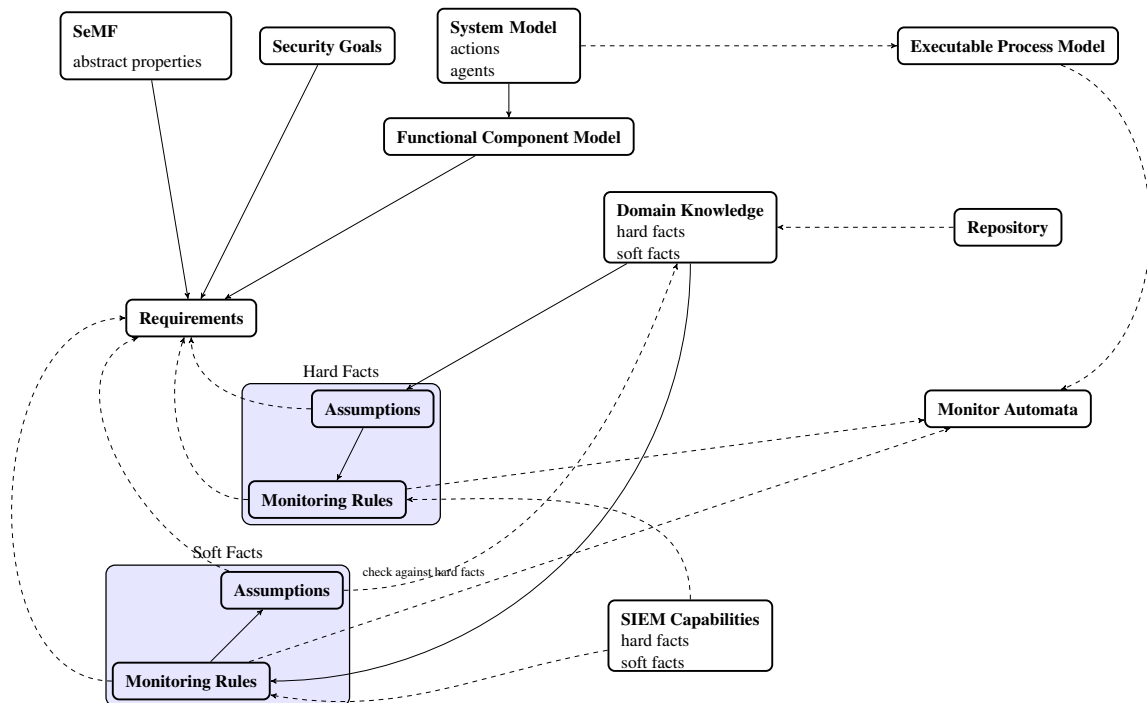 SeMF
abstract properties
Security Goals
System Model
actions
agents
Executable Process Model
Functional Component Model
Domain Knowledge
hard facts
soft facts
Repository
Requirements
Hard Facts
Assumptions
Monitoring Rules
Monitor Automata
Soft Facts
Assumptions
check against hard facts
Monitoring Rules
SIEM Capabilities
hard facts
soft facts